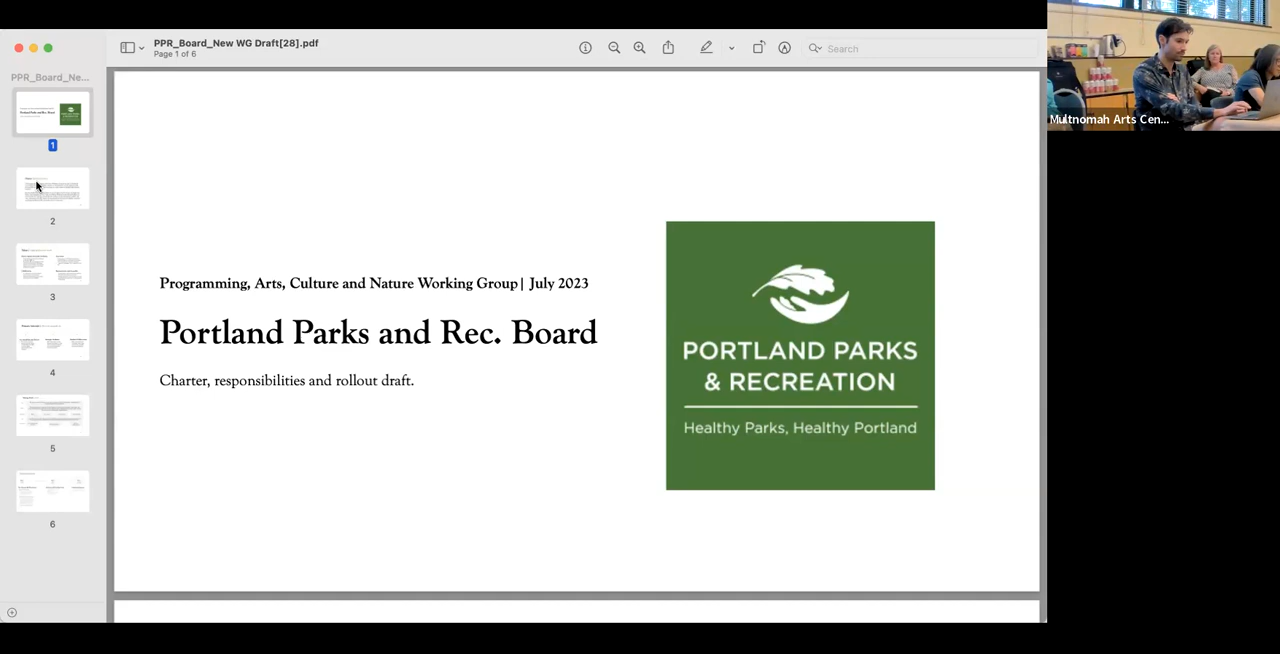 PPR_Board_New WG Draft[28].pdf
Page 1 of 6
Search
PPR_Board_Ne...
1
2
3
4
5
6
Programming, Arts, Culture and Nature Working Group| July 2023
Portland Parks and Rec. Board
Charter, responsibilities and rollout draft.
PORTLAND PARKS
& RECREATION
Healthy Parks, Healthy Portland
Multnomah Arts Cen...